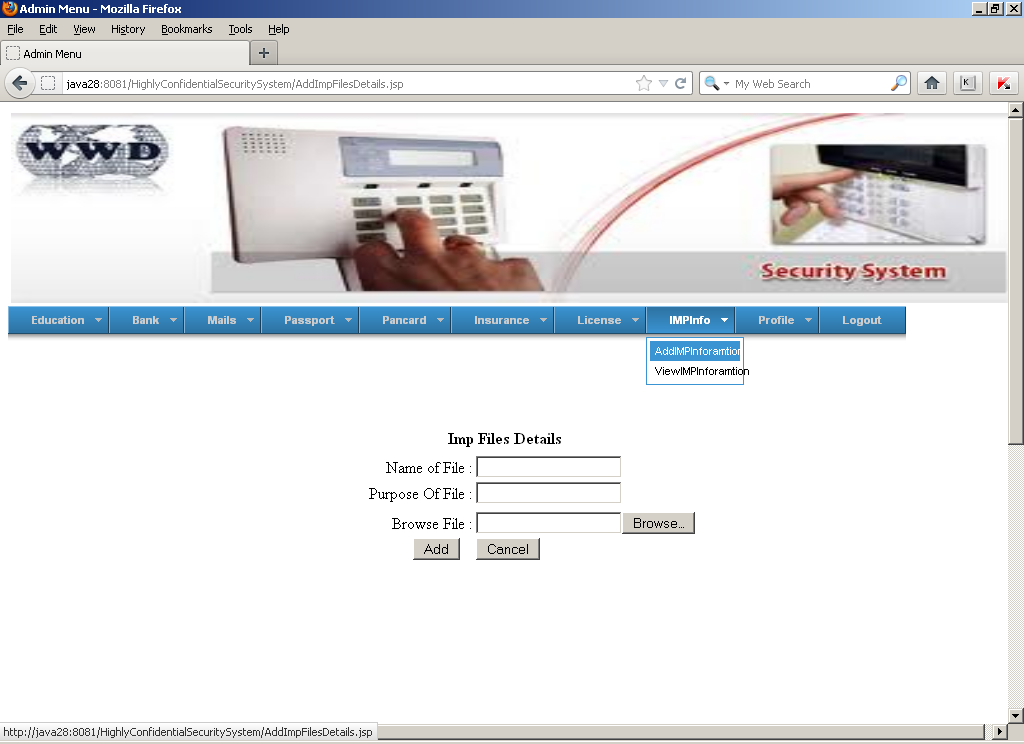 Admin Menu - Mozilla Firefox
File Edit View History Bookmarks Tools Help
Admin Menu
java28:8081/HighlyConfidentialSecuritySystem/AddImpFilesDetails.jsp My Web Search
WWD
Security System
Education Bank Mails Passport Pancard Insurance License IMPInfo Profile Logout
AddIMPInforamtion
ViewIMPInforamtion
Imp Files Details
Name of File :
Purpose Of File :
Browse File : Browse...
Add Cancel
http://java28:8081/HighlyConfidentialSecuritySystem/AddImpFilesDetails.jsp